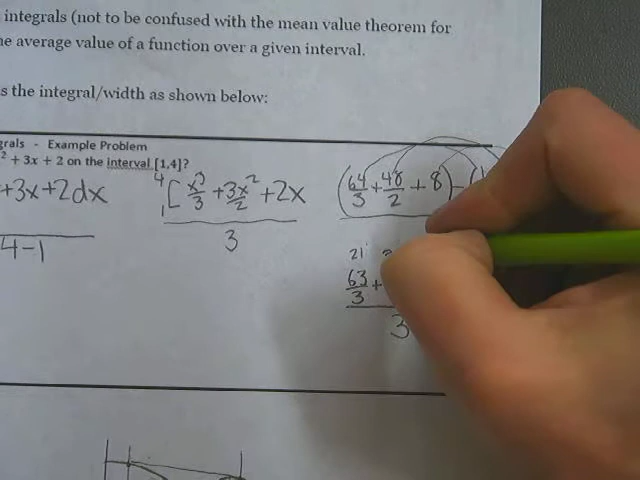 integrals (not to be confused with the mean value theorem for
e average value of a function over a given interval.
s the integral/width as shown below:
grals - Example Problem
² + 3x + 2 on the interval [1,4]?
+3x+2dx
4-1
4
1[x³/3 + 3x²/2 + 2x
3
(64/3 + 48/2 + 8) - (1
21
63/3 +
3